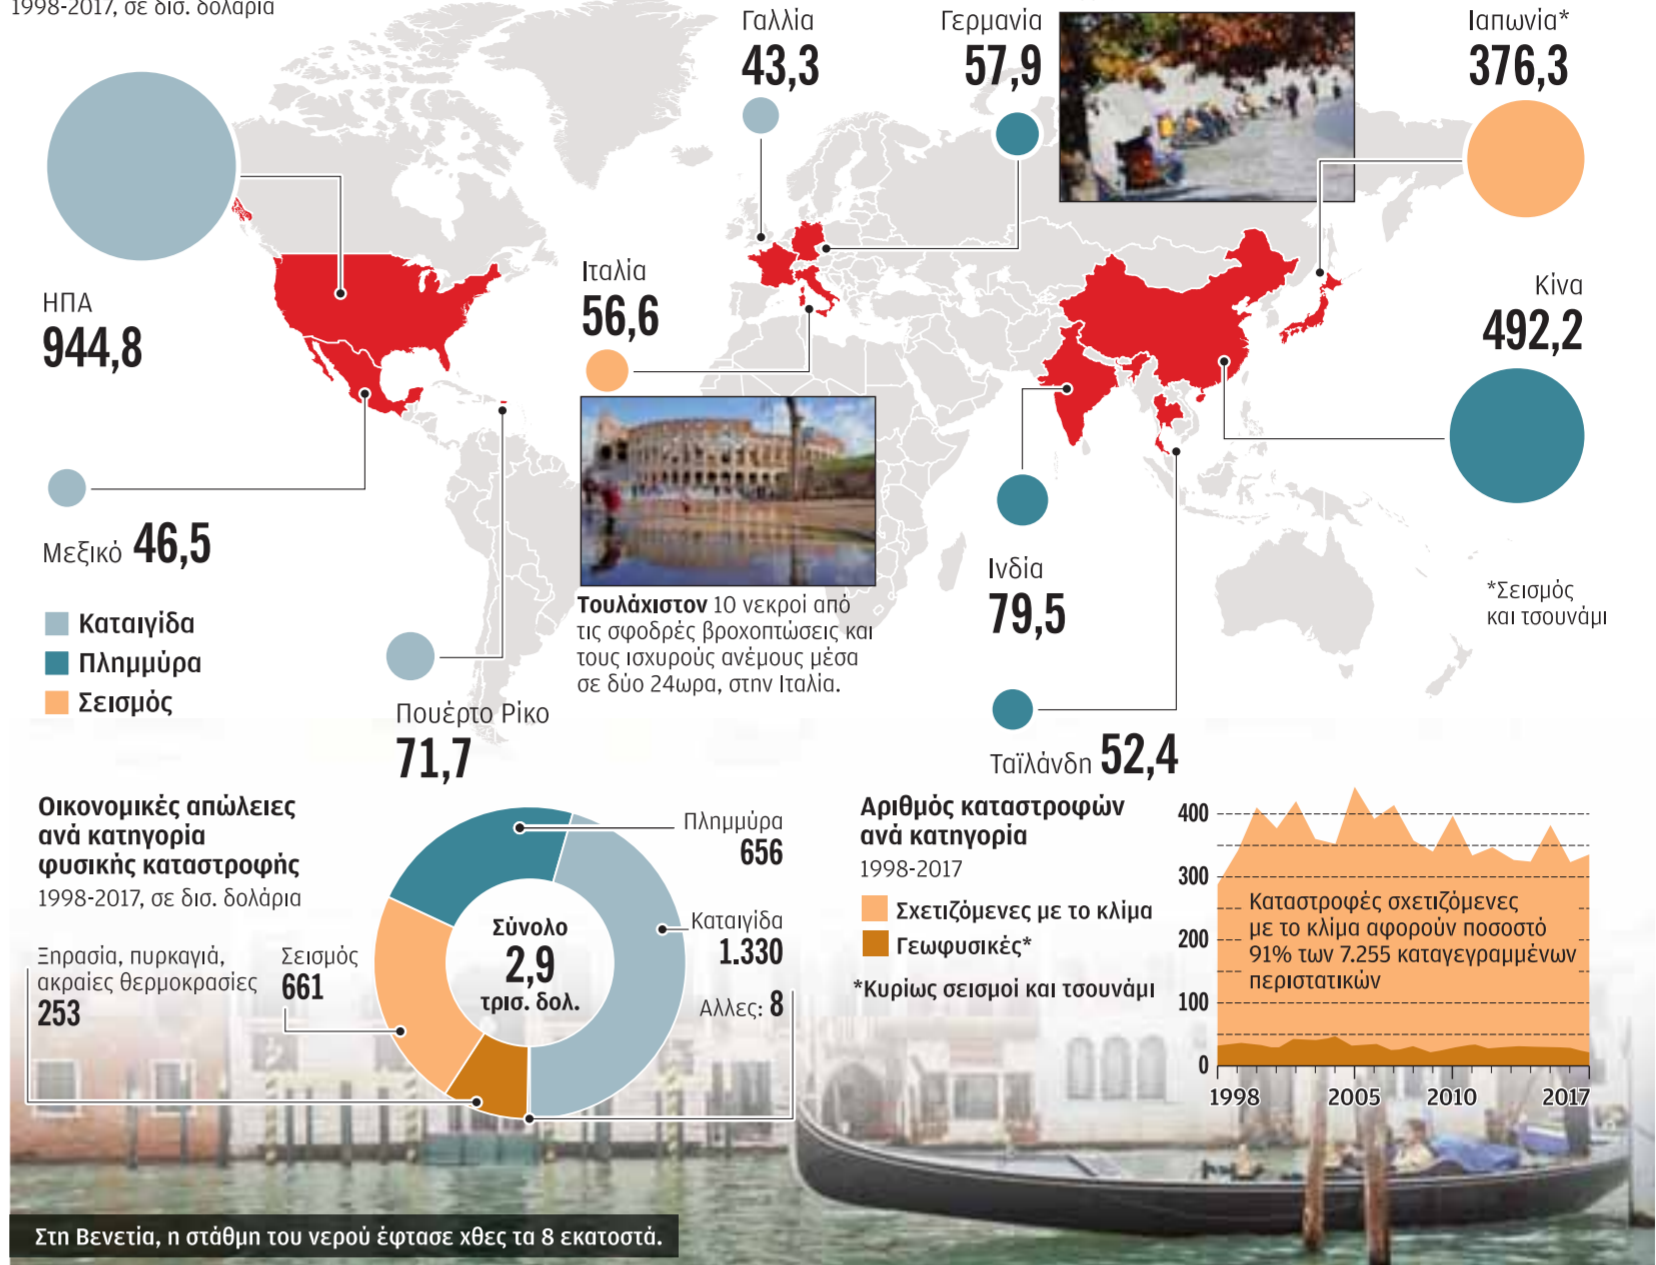 1998-2017, σε δισ. δολάρια
Γαλλία
43,3
Γερμανία
57,9
Ιαπωνία*
376,3
ΗΠΑ
944,8
Ιταλία
56,6
Κίνα
492,2
Μεξικό 46,5
Καταιγίδα
Πλημμύρα
Σεισμός
Πουέρτο Ρίκο
71,7
Τουλάχιστον 10 νεκροί από
τις σφοδρές βροχοπτώσεις και
τους ισχυρούς ανέμους μέσα
σε δύο 24ωρα, στην Ιταλία.
Ινδία
79,5
*Σεισμός
και τσουνάμι
Ταϊλάνδη 52,4
Οικονομικές απώλειες
ανά κατηγορία
φυσικής καταστροφής
1998-2017, σε δισ. δολάρια
Ξηρασία, πυρκαγιά,
ακραίες θερμοκρασίες
253
Σεισμός
661
Σύνολο
2,9
τρισ. δολ.
Πλημμύρα
656
Καταιγίδα
1.330
Αλλες: 8
Αριθμός καταστροφών
ανά κατηγορία
1998-2017
Σχετιζόμενες με το κλίμα
Γεωφυσικές*
*Κυρίως σεισμοί και τσουνάμι
400
300
200
100
0
Καταστροφές σχετιζόμενες
με το κλίμα αφορούν ποσοστό
91% των 7.255 καταγεγραμμένων
περιστατικών
1998 2005 2010 2017
Στη Βενετία, η στάθμη του νερού έφτασε χθες τα 8 εκατοστά.